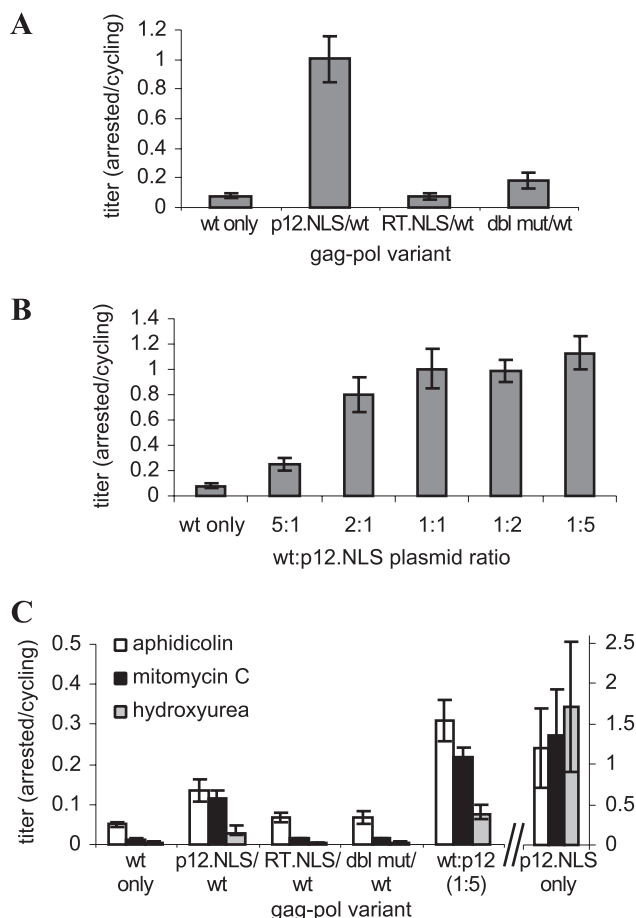 A
titer (arrested/cycling)
1.2
1
0.8
0.6
0.4
0.2
0
wt only p12.NLS/wt RT.NLS/wt dbl mut/wt
gag-pol variant
B
titer (arrested/cycling)
1.4
1.2
1
0.8
0.6
0.4
0.2
0
wt only 5:1 2:1 1:1 1:2 1:5
wt:p12.NLS plasmid ratio
C
titer (arrested/cycling)
0.5
0.4
0.3
0.2
0.1
0
aphidicolin
mitomycin C
hydroxyurea
2.5
2
1.5
1
0.5
0
wt p12.NLS/ RT.NLS/ dbl mut/ wt:p12 p12.NLS
only wt wt wt (1:5) only
gag-pol variant